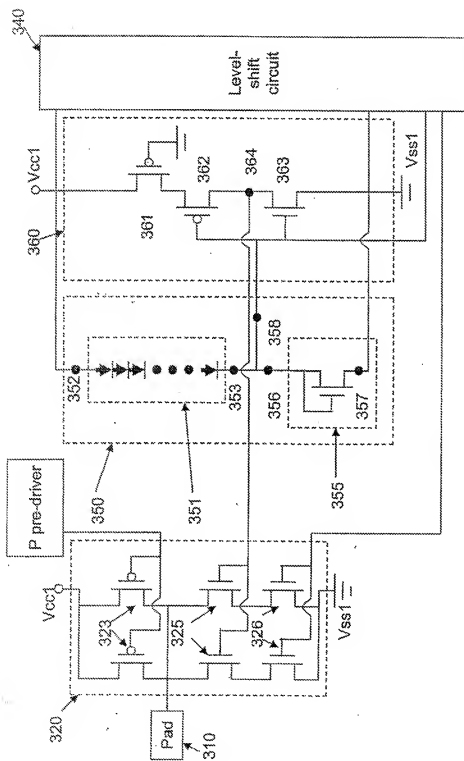 340
Level-
shift
circuit
360
Vcc1
361
362
364
363
Vss1
350
352
351
353
358
356
357
355
P pre-driver
320
Vcc1
323
325
326
Vss1
Pad
310